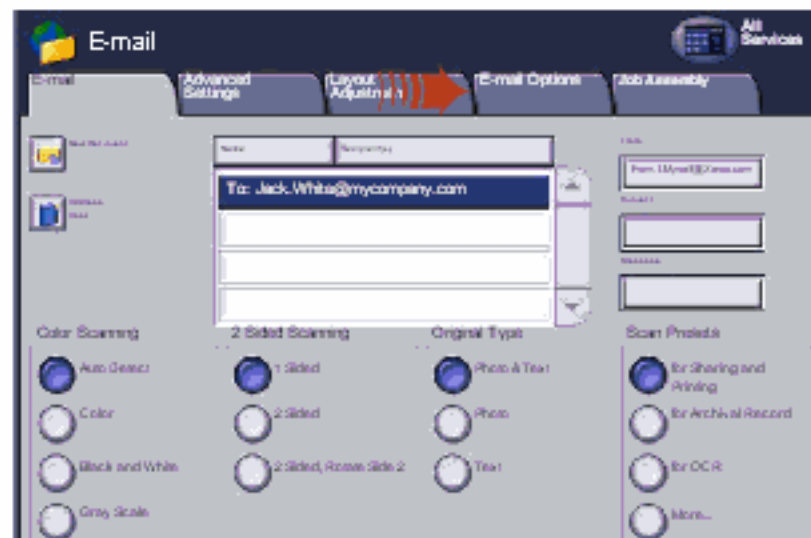 E-mail
All
Services
E-mail
Advanced
Settings
Layout
Adjustment
E-mail Options
Job Assembly
To: Jack.White@mycompany.com
Color Scanning
2 Sided Scanning
Original Type
Scan Presets
Auto Detect
1 Sided
Photo & Text
for Sharing and
Printing
Color
2 Sided
Photo
for Archival Record
Black and White
2 Sided, Rotate Side 2
Text
for OCR
Gray Scale
More...